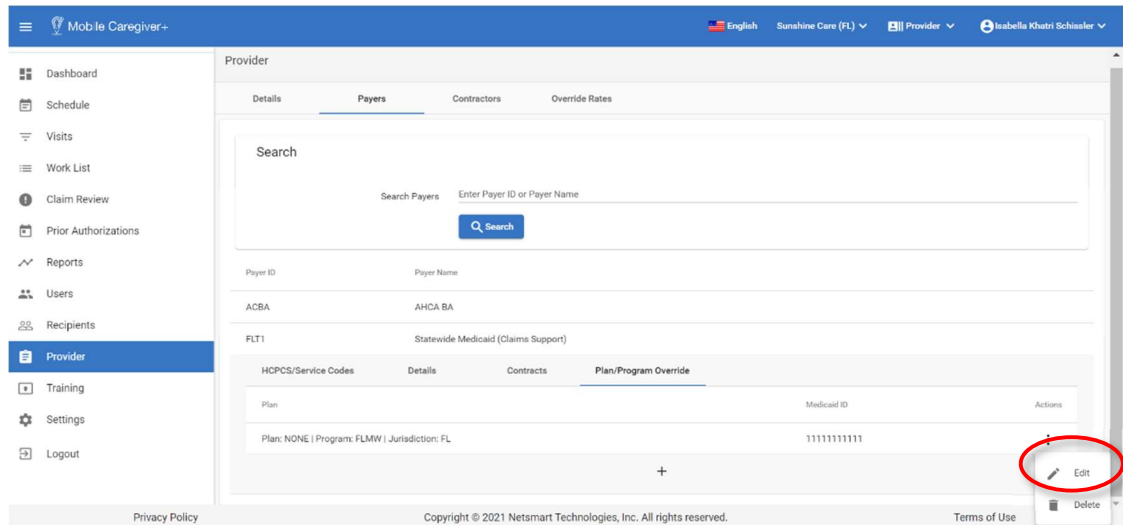 Mobile Caregiver+ English Sunshine Care (FL) Provider Isabella Khatri Schissler
Provider
Dashboard
Schedule
Visits
Work List
Claim Review
Prior Authorizations
Reports
Users
Recipients
Provider
Training
Settings
Logout
Details Payers Contractors Override Rates
Search
Search Payers Enter Payer ID or Payer Name
Search
Payer ID Payer Name
ACBA AHCA BA
FLT1 Statewide Medicaid (Claims Support)
HCPCS/Service Codes Details Contracts Plan/Program Override
Plan Medicaid ID Actions
Plan: NONE | Program: FLMW | Jurisdiction: FL 11111111111
+
Edit
Delete
Privacy Policy Copyright © 2021 Netsmart Technologies, Inc. All rights reserved. Terms of Use